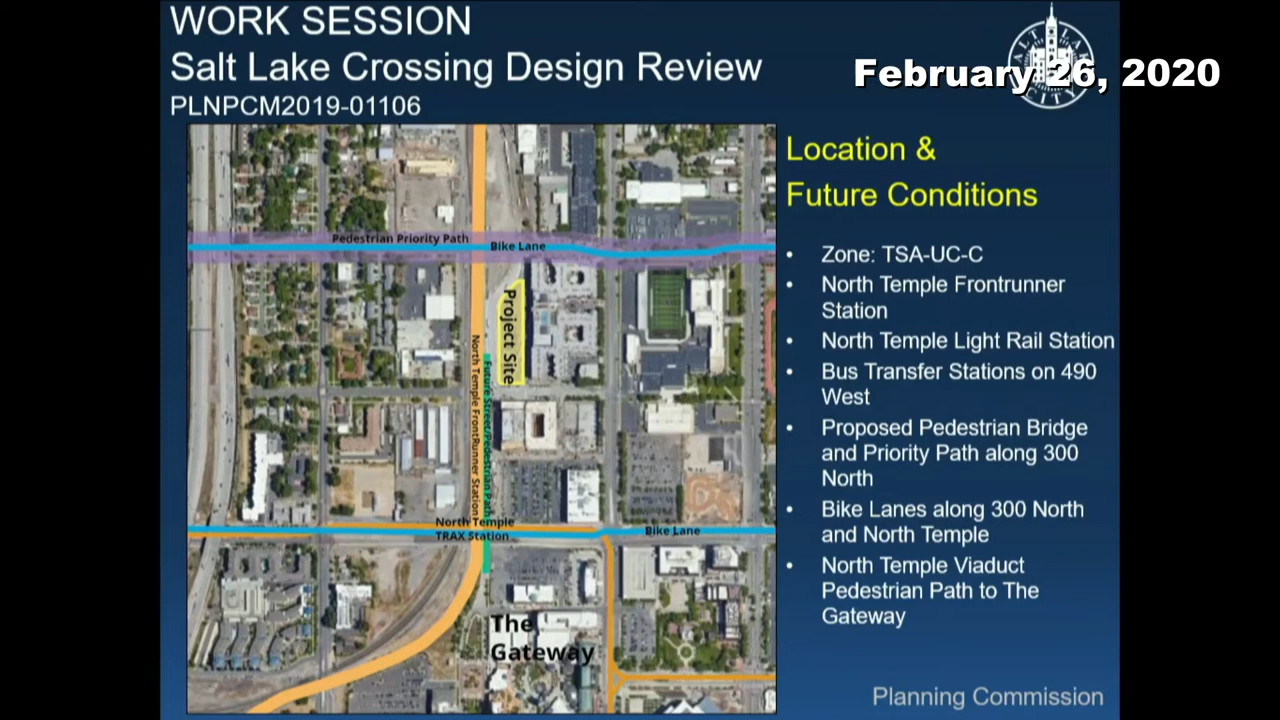 WORK SESSION
Salt Lake Crossing Design Review
February 26, 2020
PLNPCM2019-01106
SALT LAKE
CITY
Location &
Future Conditions
Pedestrian Priority Path
Bike Lane
Project Site
North Temple FrontRunner Station
Future Street/Pedestrian Path
North Temple
TRAX Station
Bike Lane
The
Gateway
• Zone: TSA-UC-C
• North Temple Frontrunner
Station
• North Temple Light Rail Station
• Bus Transfer Stations on 490
West
• Proposed Pedestrian Bridge
and Priority Path along 300
North
• Bike Lanes along 300 North
and North Temple
• North Temple Viaduct
Pedestrian Path to The
Gateway
Planning Commission